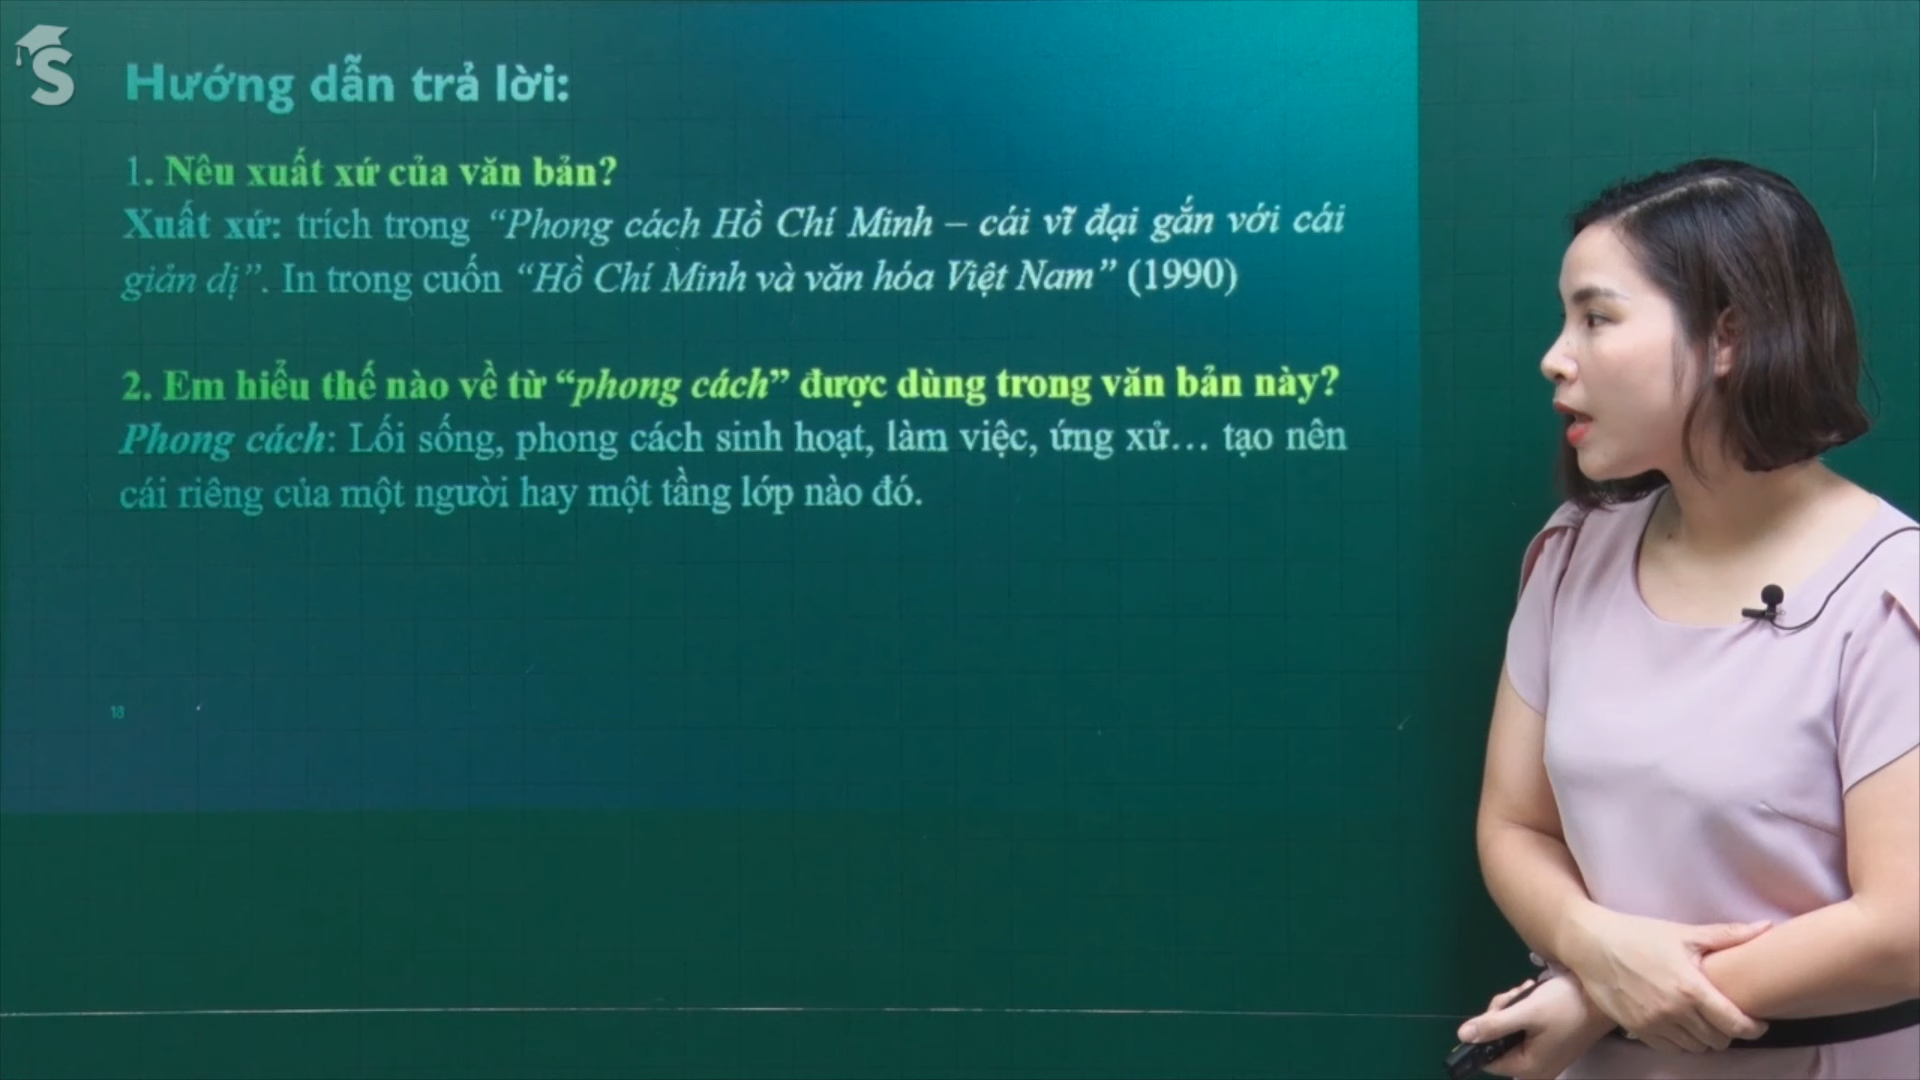 S
Hướng dẫn trả lời:
1. Nêu xuất xứ của văn bản?
Xuất xứ: trích trong “Phong cách Hồ Chí Minh – cái vĩ đại gắn với cái
giản dị”. In trong cuốn “Hồ Chí Minh và văn hóa Việt Nam” (1990)
2. Em hiểu thế nào về từ “phong cách” được dùng trong văn bản này?
Phong cách: Lối sống, phong cách sinh hoạt, làm việc, ứng xử… tạo nên
cái riêng của một người hay một tầng lớp nào đó.
18